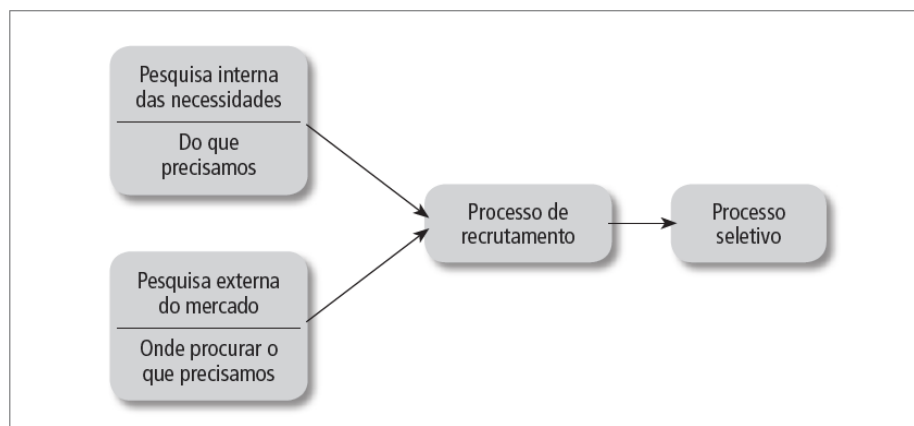 Pesquisa interna
das necessidades
Do que
precisamos
Pesquisa externa
do mercado
Onde procurar o
que precisamos
Processo de
recrutamento
Processo
seletivo